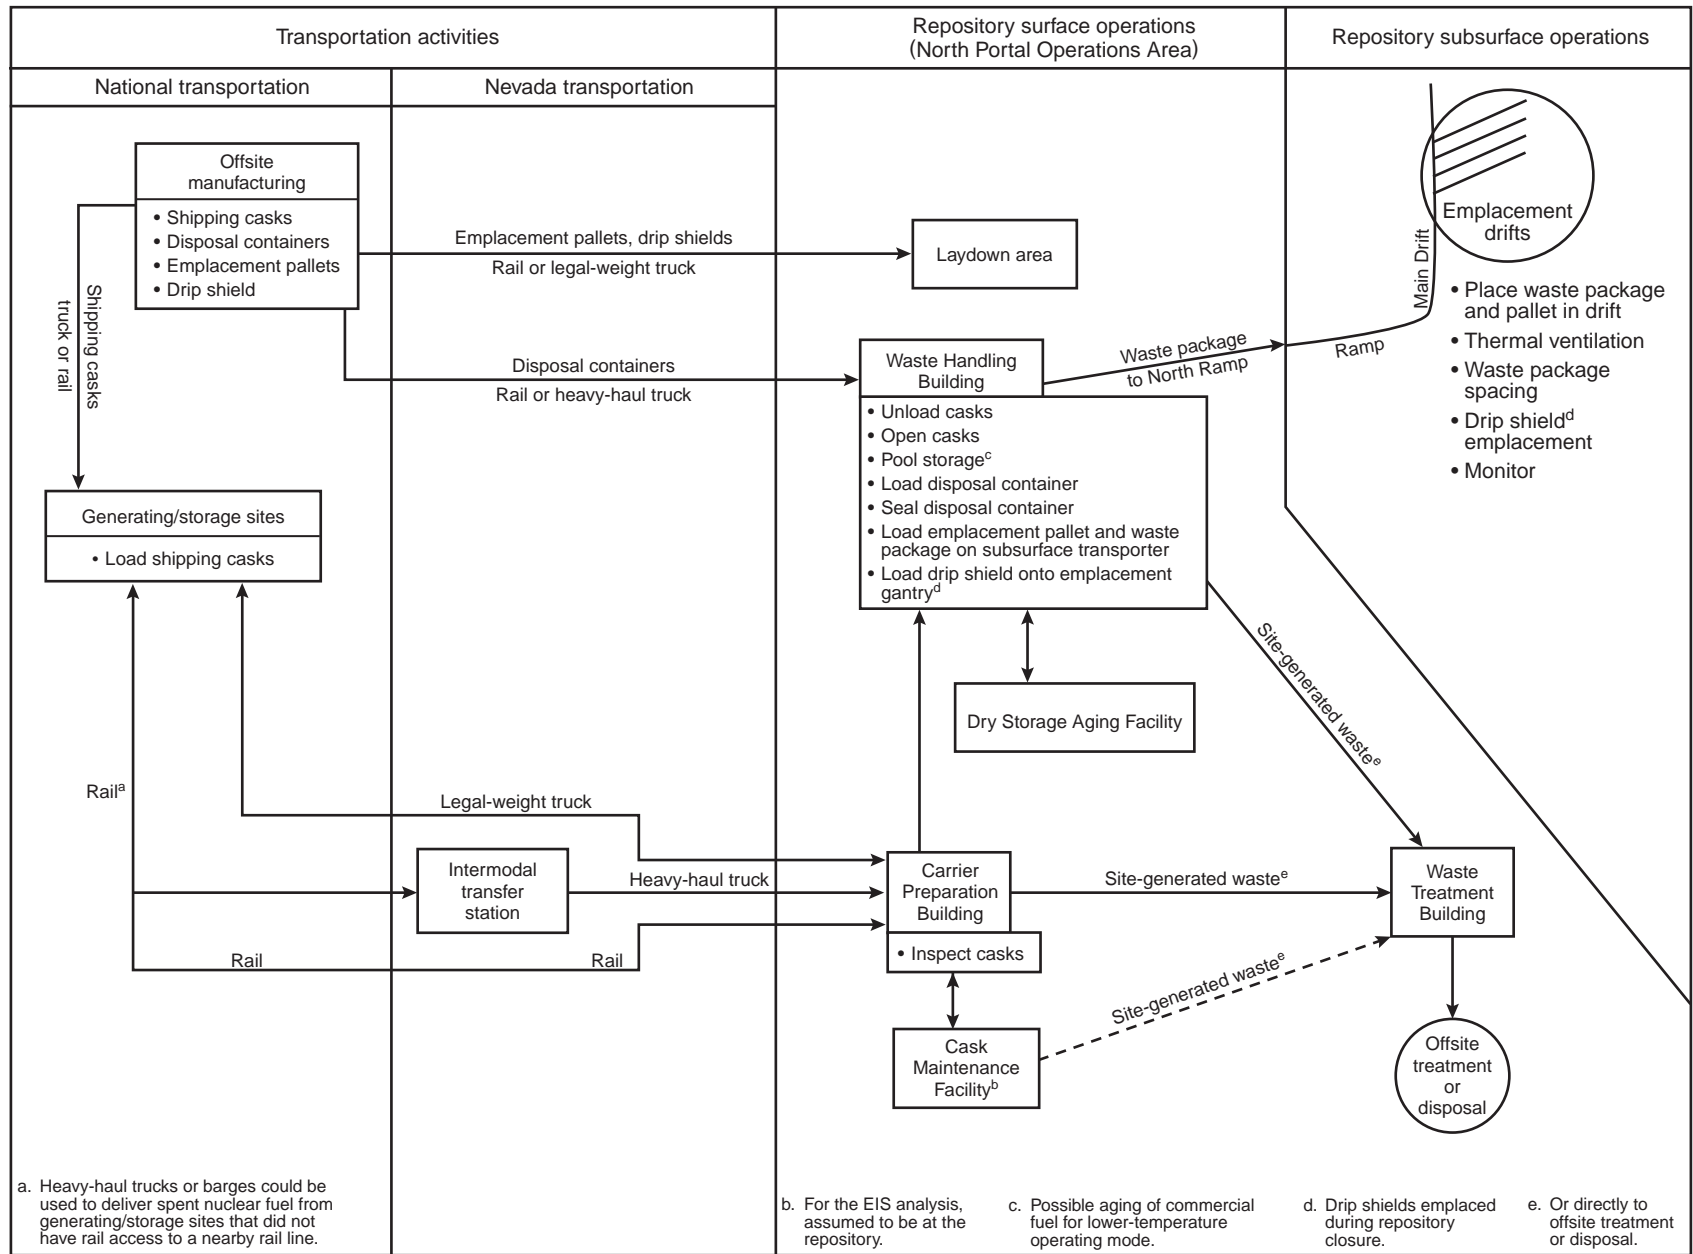 Transportation activities
Repository surface operations
(North Portal Operations Area)
Repository subsurface operations
National transportation
Nevada transportation
Offsite
manufacturing
• Shipping casks
• Disposal containers
• Emplacement pallets
• Drip shield
Shipping casks
truck or rail
Emplacement pallets, drip shields
Rail or legal-weight truck
Laydown area
Disposal containers
Rail or heavy-haul truck
Waste Handling
Building
• Unload casks
• Open casks
• Pool storagec
• Load disposal container
• Seal disposal container
• Load emplacement pallet and waste
package on subsurface transporter
• Load drip shield onto emplacement
gantryd
Waste package
to North Ramp
Ramp
Main Drift
Emplacement
drifts
• Place waste package
and pallet in drift
• Thermal ventilation
• Waste package
spacing
• Drip shieldd
emplacement
• Monitor
Generating/storage sites
• Load shipping casks
Dry Storage Aging Facility
Site-generated wastee
Raila
Legal-weight truck
Intermodal
transfer
station
Heavy-haul truck
Rail
Rail
Carrier
Preparation
Building
• Inspect casks
Site-generated wastee
Waste
Treatment
Building
Site-generated wastee
Cask
Maintenance
Facilityb
Offsite
treatment
or
disposal
a. Heavy-haul trucks or barges could be
used to deliver spent nuclear fuel from
generating/storage sites that did not
have rail access to a nearby rail line.
b. For the EIS analysis,
assumed to be at the
repository.
c. Possible aging of commercial
fuel for lower-temperature
operating mode.
d. Drip shields emplaced
during repository
closure.
e. Or directly to
offsite treatment
or disposal.